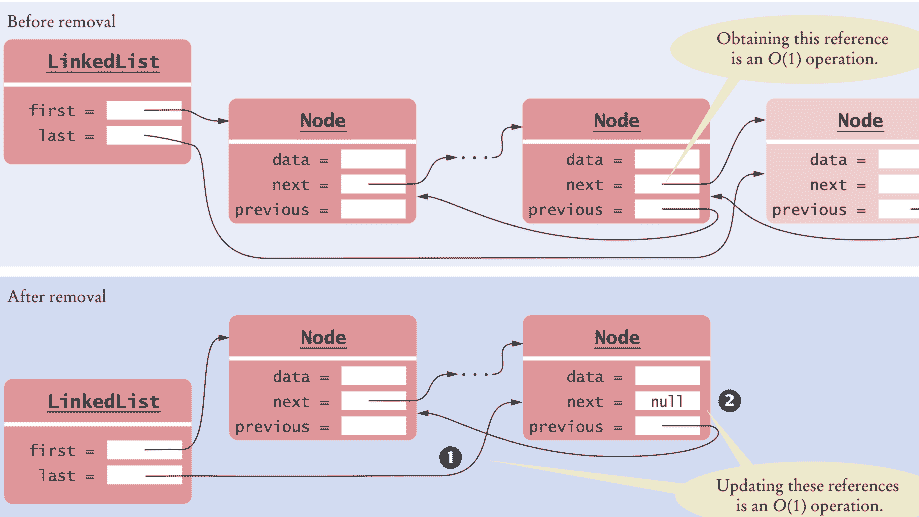 Before removal
LinkedList
first =
last =
Node
data =
next =
previous =
Node
data =
next =
previous =
Obtaining this reference
is an O(1) operation.
Node
data =
next =
previous =
After removal
LinkedList
first =
last =
Node
data =
next =
previous =
1
Node
data =
next = null
previous =
2
Updating these references
is an O(1) operation.